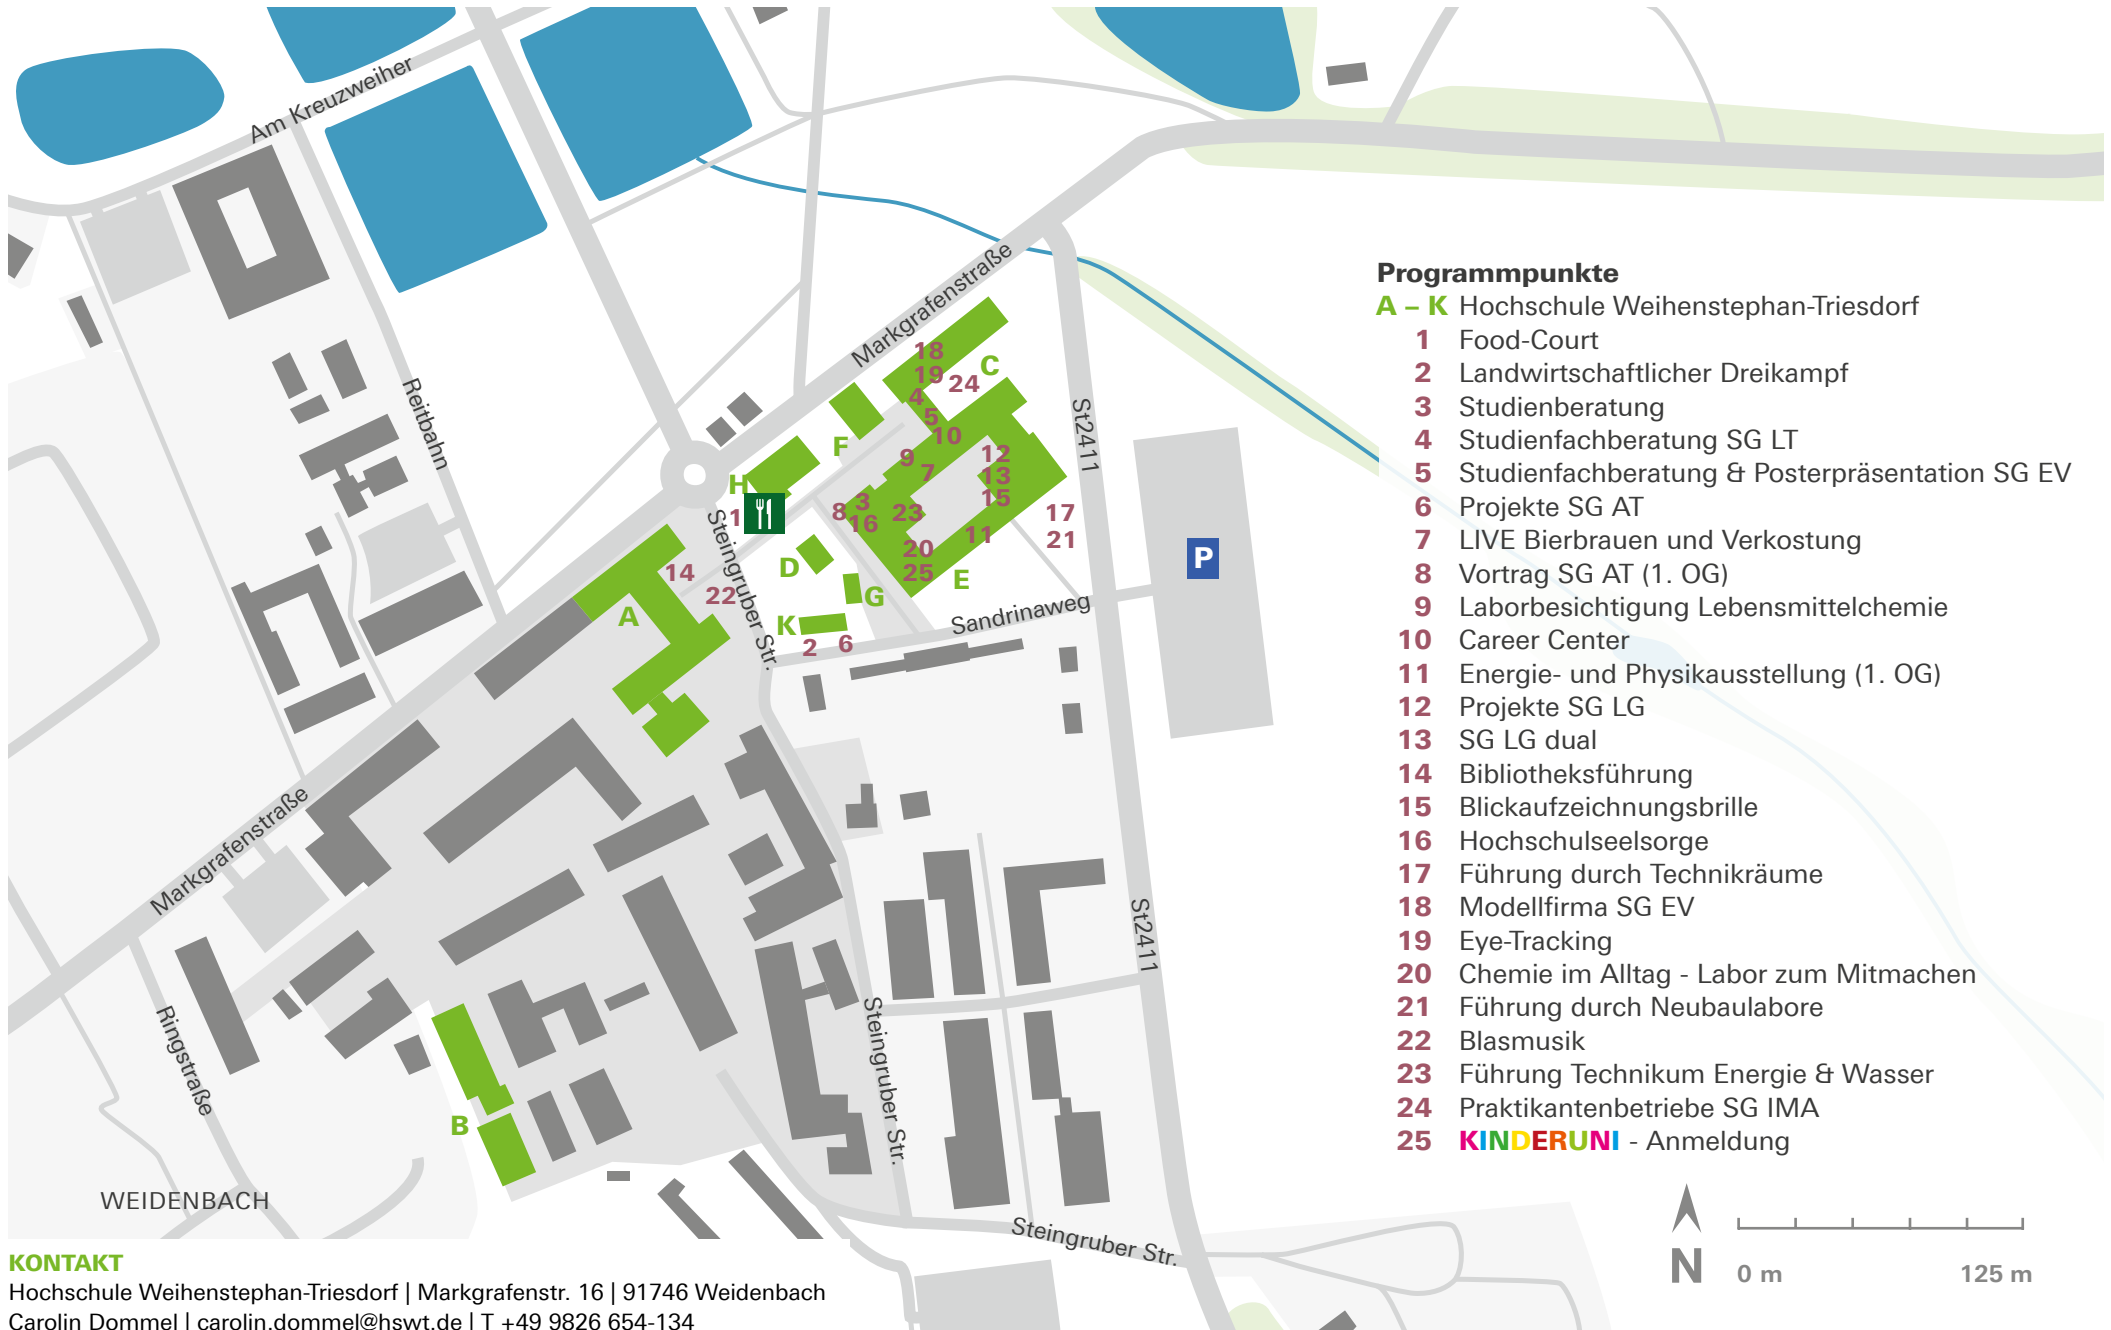 Am Kreuzweiher
Reitbahn
Markgrafenstraße
St2411
18
19
24
C
4
5
10
F
9
7
12
13
15
H
1
8
3
16
23
17
21
20
25
11
E
D
G
K
2
6
14
22
A
Steingruber Str.
Sandrinaweg
P
Markgrafenstraße
Ringstraße
St2411
Steingruber Str.
B
WEIDENBACH
Steingruber Str.
Programmpunkte
A – K Hochschule Weihenstephan-Triesdorf
1 Food-Court
2 Landwirtschaftlicher Dreikampf
3 Studienberatung
4 Studienfachberatung SG LT
5 Studienfachberatung & Posterpräsentation SG EV
6 Projekte SG AT
7 LIVE Bierbrauen und Verkostung
8 Vortrag SG AT (1. OG)
9 Laborbesichtigung Lebensmittelchemie
10 Career Center
11 Energie- und Physikausstellung (1. OG)
12 Projekte SG LG
13 SG LG dual
14 Bibliotheksführung
15 Blickaufzeichnungsbrille
16 Hochschulseelsorge
17 Führung durch Technikräume
18 Modellfirma SG EV
19 Eye-Tracking
20 Chemie im Alltag - Labor zum Mitmachen
21 Führung durch Neubaulabore
22 Blasmusik
23 Führung Technikum Energie & Wasser
24 Praktikantenbetriebe SG IMA
25 KINDERUNI - Anmeldung
N
0 m 125 m
KONTAKT
Hochschule Weihenstephan-Triesdorf | Markgrafenstr. 16 | 91746 Weidenbach
Carolin Dommel | carolin.dommel@hswt.de | T +49 9826 654-134